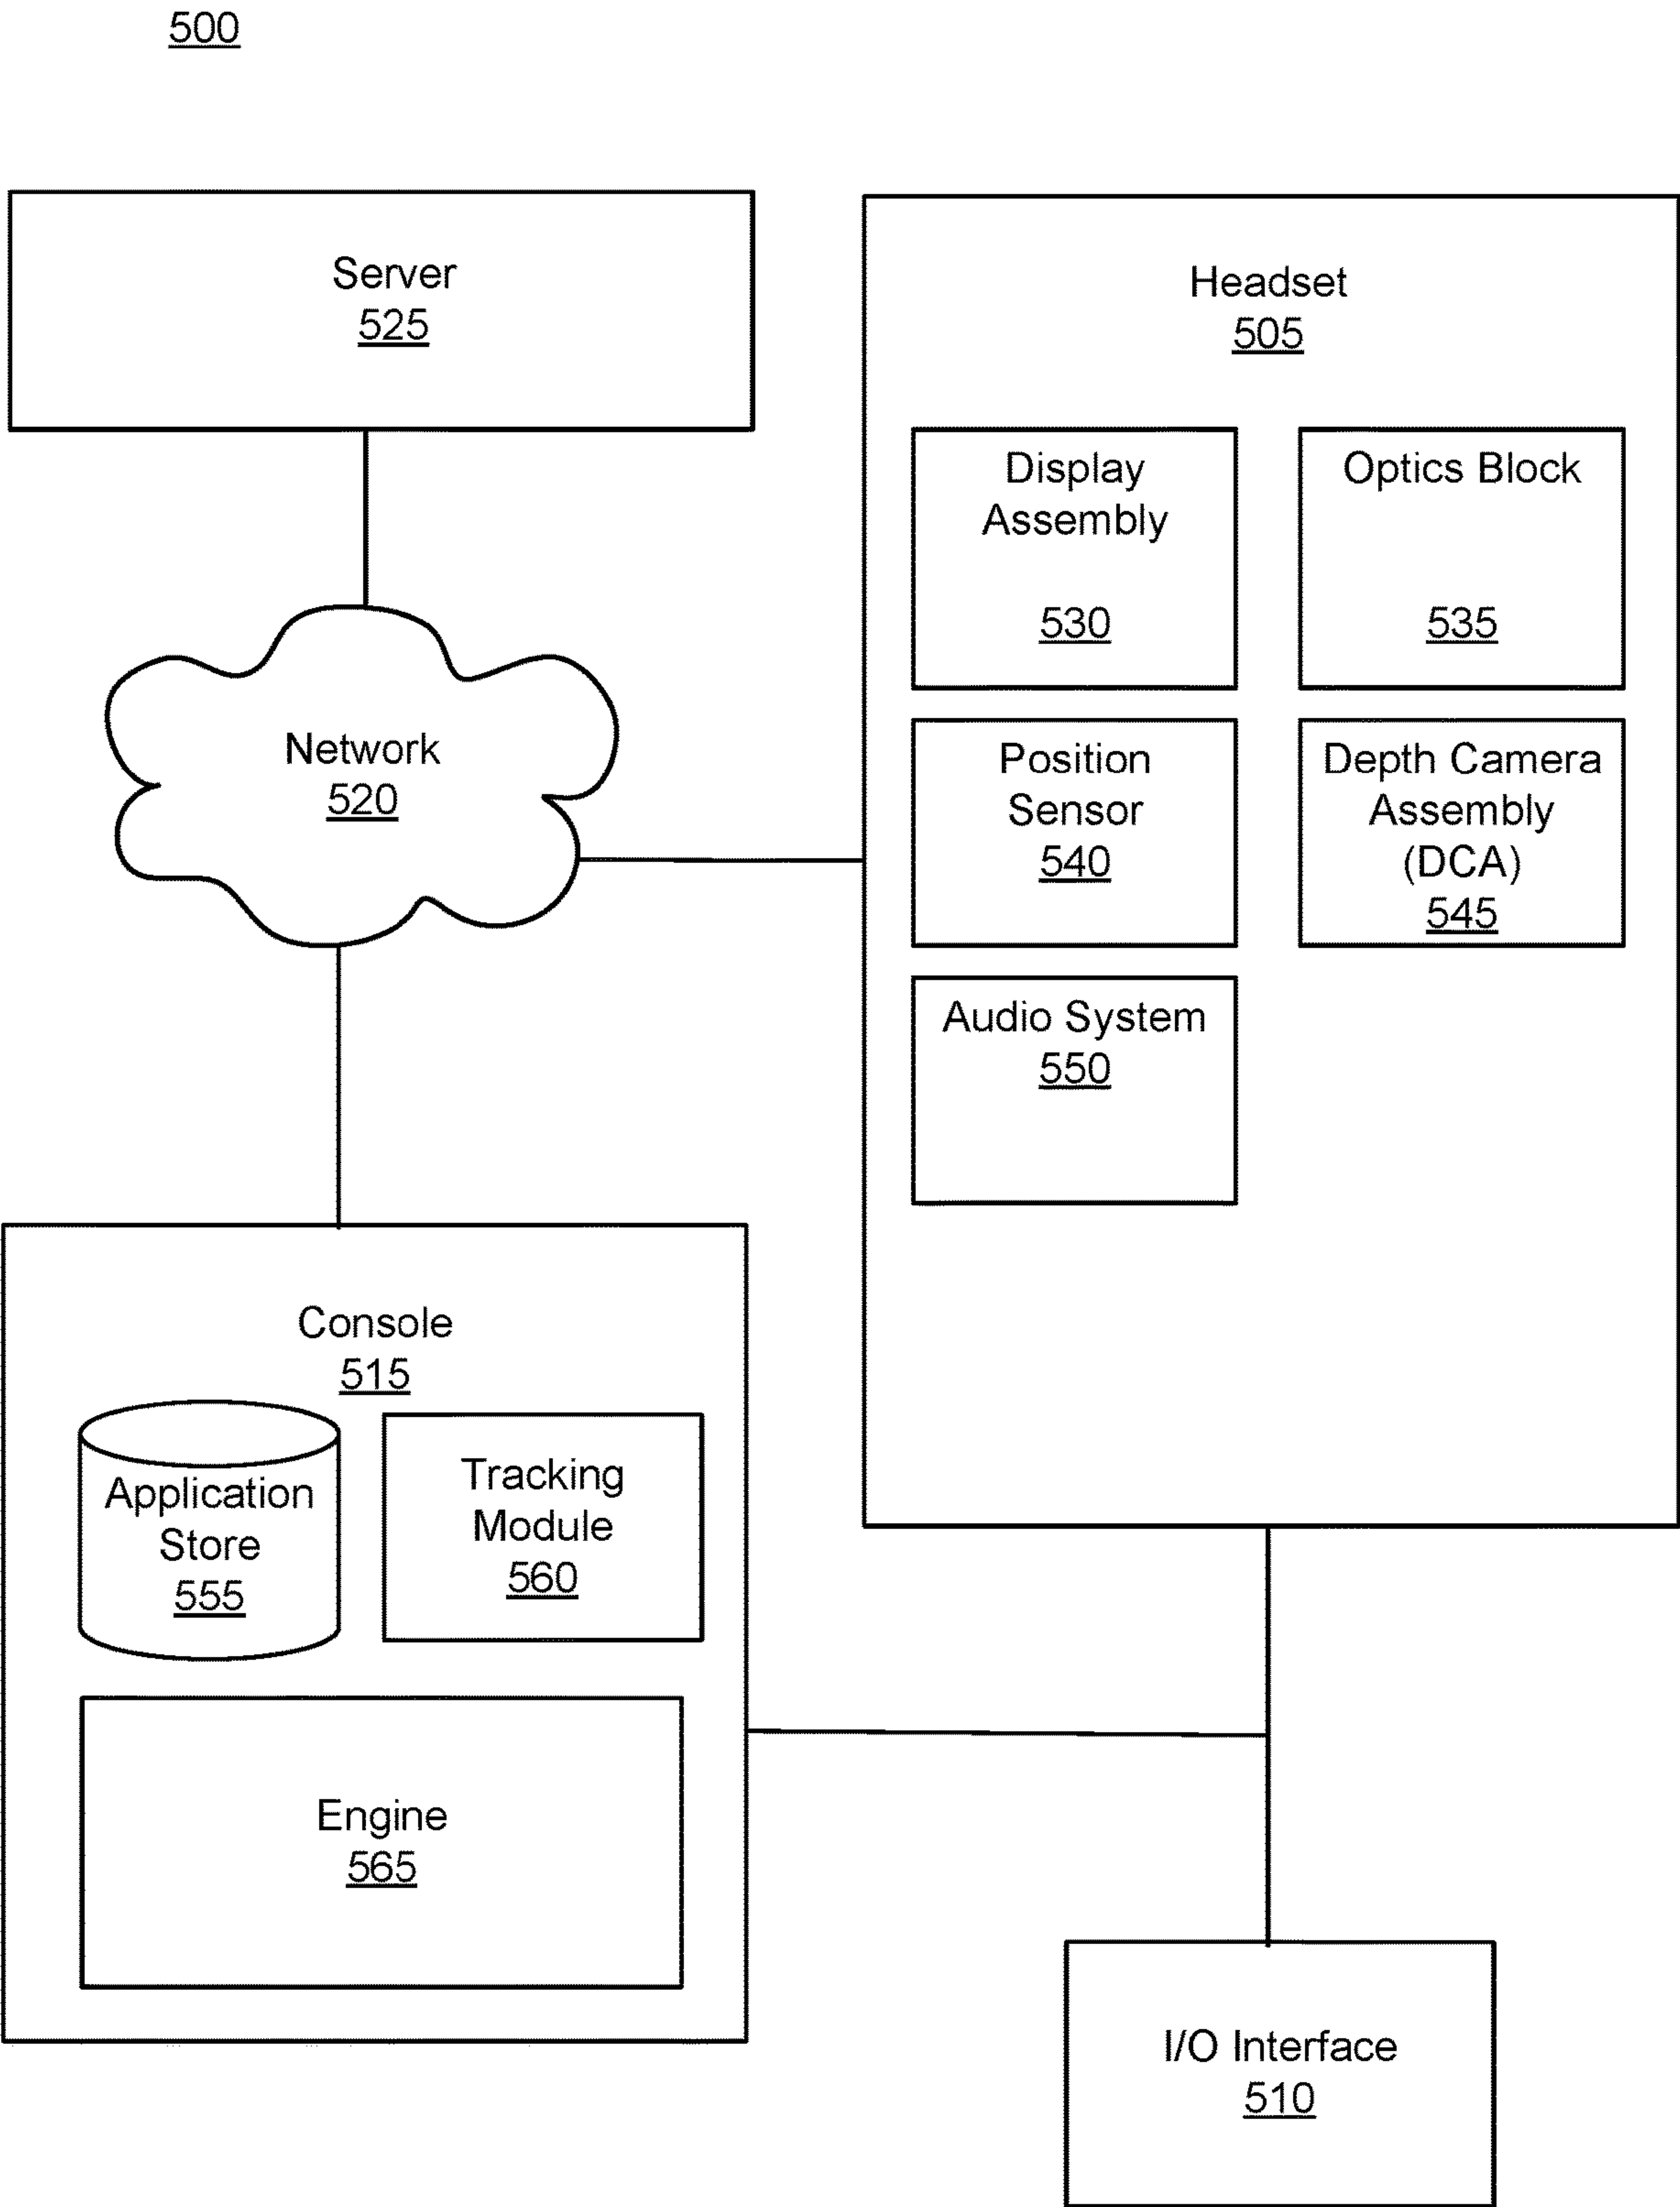 500
Server
525
Headset
505
Display
Assembly
530
Optics Block
535
Network
520
Position
Sensor
540
Depth Camera
Assembly
(DCA)
545
Audio System
550
Console
515
Application
Store
555
Tracking
Module
560
Engine
565
I/O Interface
510